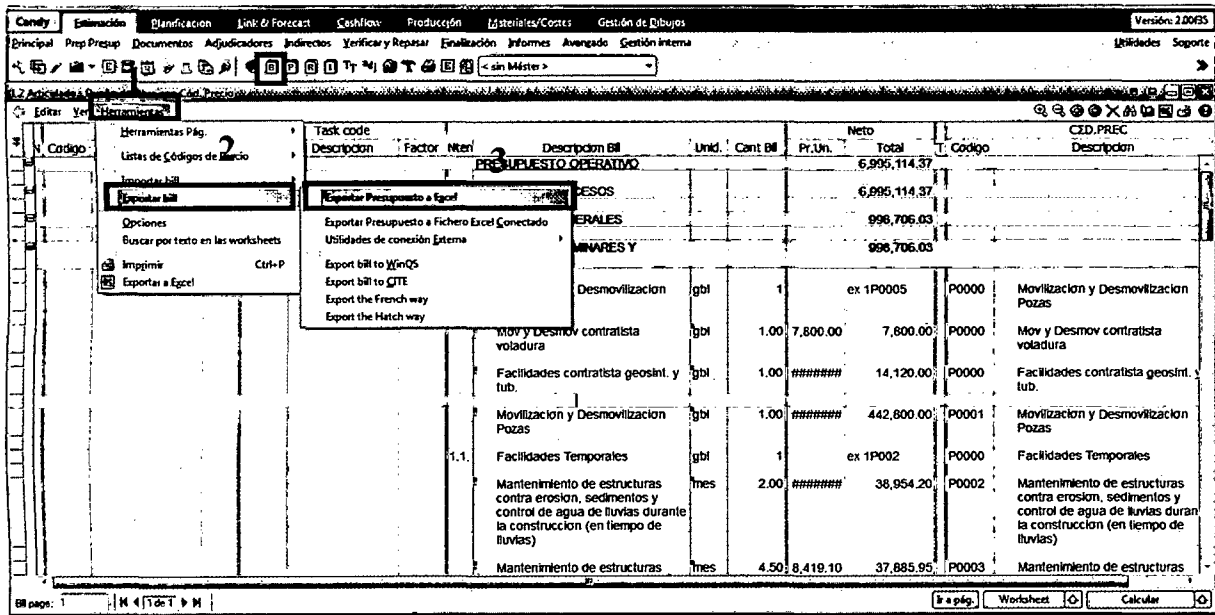 Candy Estimación Planificación Link & Forecast Cashflow Producción Materiales/Costes Gestión de Dibujos Versión: 2.00f35
Principal Prep Presup Documentos Adjudicadores Indirectos Verificar y Repasar Finalización Informes Avengado Gestión interna Utilidades Soporte
< sin Máster >
Editar Ver Herramientas
Task code Neto CED.PREC
Codigo Descripcion Factor Descripcion Bill Unid. Cant Bil Pr.Un. Total T Codigo Descripcion
PRESUPUESTO OPERATIVO 6,995,114.37
6,995,114.37
998,706.03
998,706.03
Herramientas Pág.
2
Listas de Códigos de Precio
Importar bill
Exportar bill
Opciones
Buscar por texto en las worksheets
Imprimir Ctrl+P
Exportar a Excel
3
Exportar Presupuesto a Excel
Exportar Presupuesto a Fichero Excel Conectado
Utilidades de conexión Externa
Export bill to WinQS
Export bill to CITE
Export the French way
Export the Hatch way
Desmovilizacion gbl 1 ex 1P0005 P0000 Movilizacion y Desmovilizacion
Pozas
Mov y Desmov contratista gbl 1.00 7,800.00 7,800.00 P0000 Mov y Desmov contratista
voladura voladura
Facilidades contratista geosint. y gbl 1.00 ####### 14,120.00 P0000 Facilidades contratista geosint. y
tub. tub.
Movilizacion y Desmovilizacion gbl 1.00 ####### 442,800.00 P0001 Movilizacion y Desmovilizacion
Pozas Pozas
1.1. Facilidades Temporales gbl 1 ex 1P002 P0000 Facilidades Temporales
Mantenimiento de estructuras mes 2.00 ####### 38,954.20 P0002 Mantenimiento de estructuras
contra erosion, sedimentos y contra erosion, sedimentos y
control de agua de lluvias durante control de agua de lluvias duran
la construccion (en tiempo de la construccion (en tiempo de
lluvias) lluvias)
Mantenimiento de estructuras mes 4.50 8,419.10 37,885.95 P0003 Mantenimiento de estructuras
Bill page: 1 1 de 1 Ir a pág. Worksheet Calcular